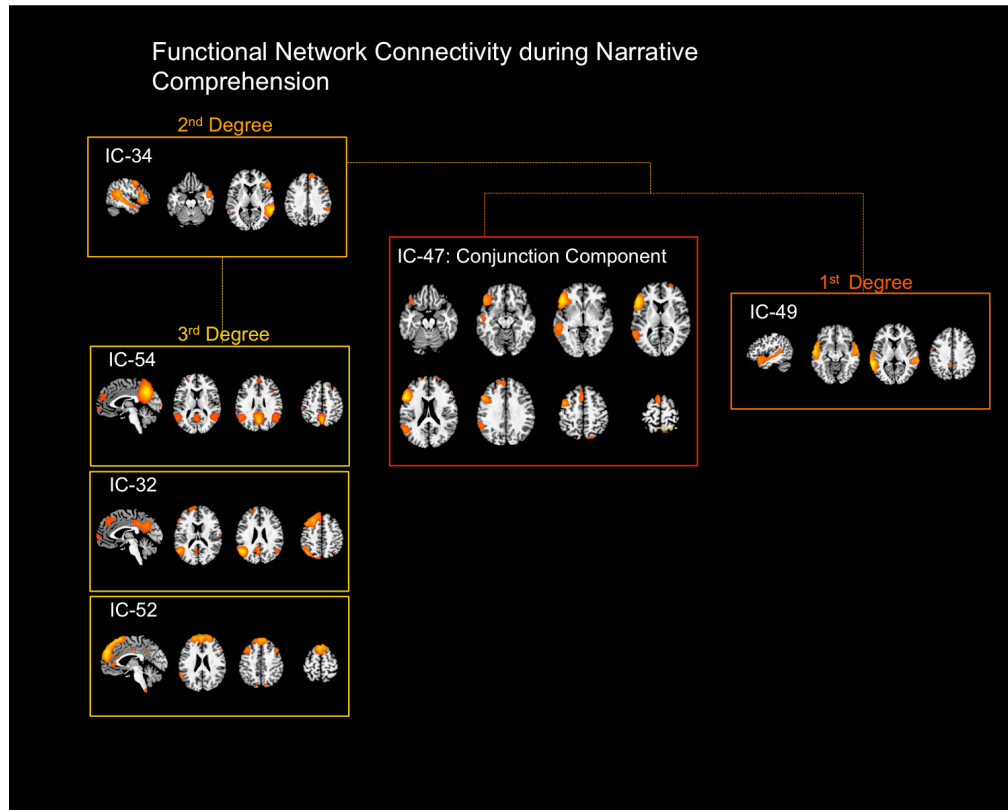 Functional Network Connectivity during Narrative
Comprehension
2nd Degree
IC-34
IC-47: Conjunction Component
1st Degree
IC-49
3rd Degree
IC-54
IC-32
IC-52